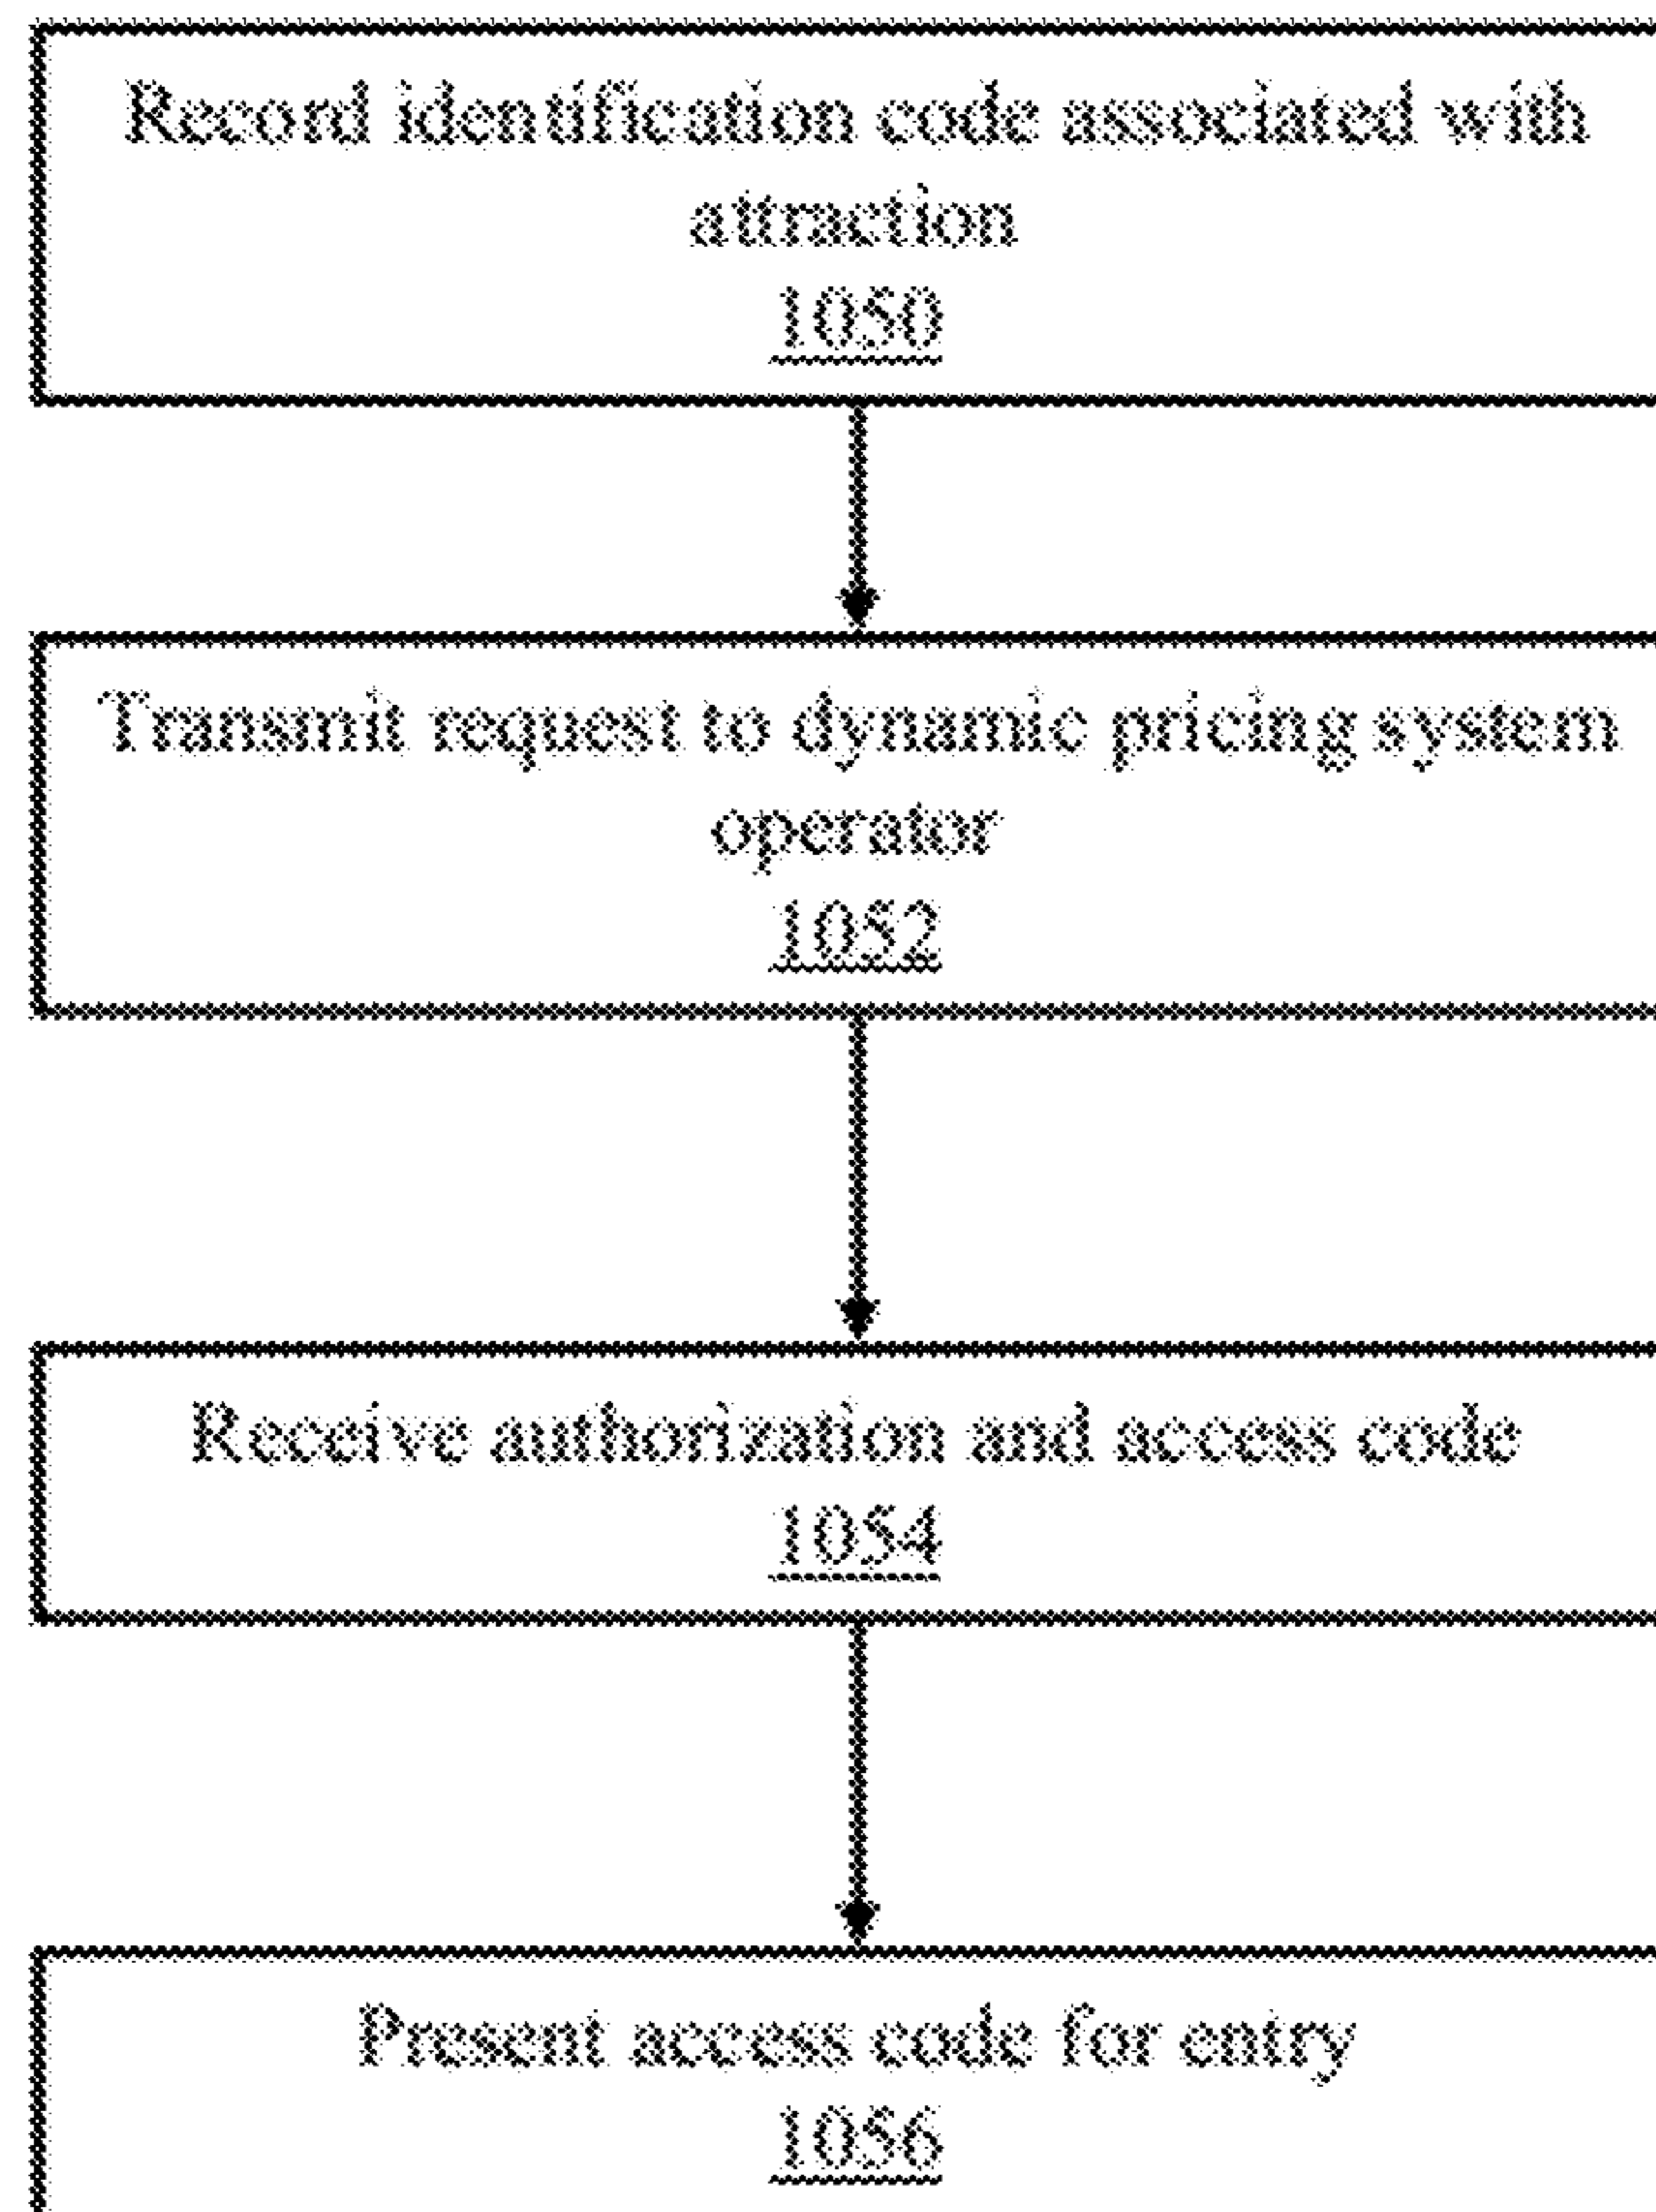 Record identification code associated with
attraction
1050
Transmit request to dynamic pricing system
operator
1052
Receive authorization and access code
1054
Present access code for entry
1056